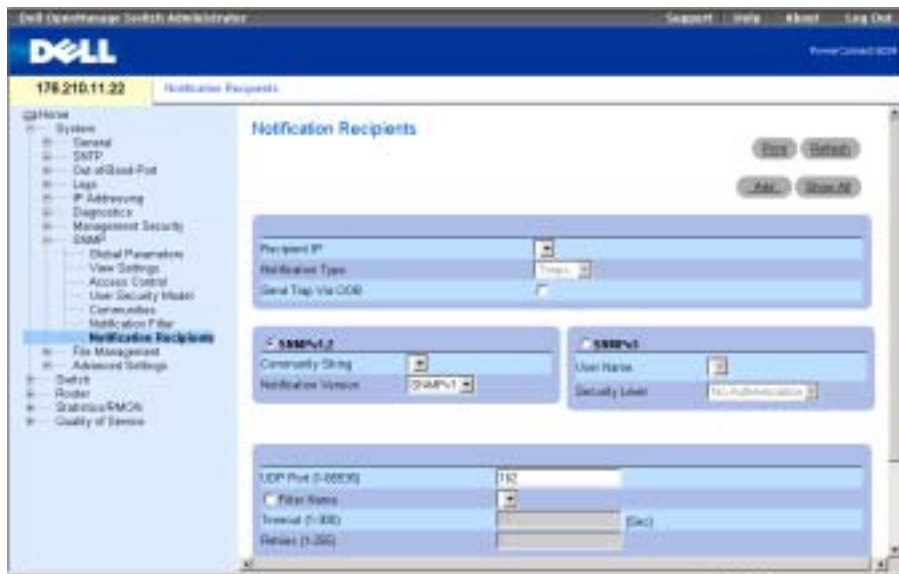 Dell OpenManage Switch Administrator
Support Help About Log Out
DELL
PowerConnect 6024
176.210.11.22
Notification Recipients
Home
System
General
SNTP
Out of Band Port
Logs
IP Addressing
Diagnostics
Management Security
SNMP
Global Parameters
View Settings
Access Control
User Security Model
Communities
Notification Filter
Notification Recipients
File Management
Advanced Settings
Switch
Router
Statistics/RMON
Quality of Service
Notification Recipients
Print Refresh
Add Show All
Recipient IP
Notification Type Traps
Send Trap Via OOB
SNMPv1,2
Community String
Notification Version SNMPv1
SNMPv3
User Name
Security Level No Authentication
UDP Port (1-65535) 162
Filter Name
Timeout (1-300) (Sec)
Retries (1-255)